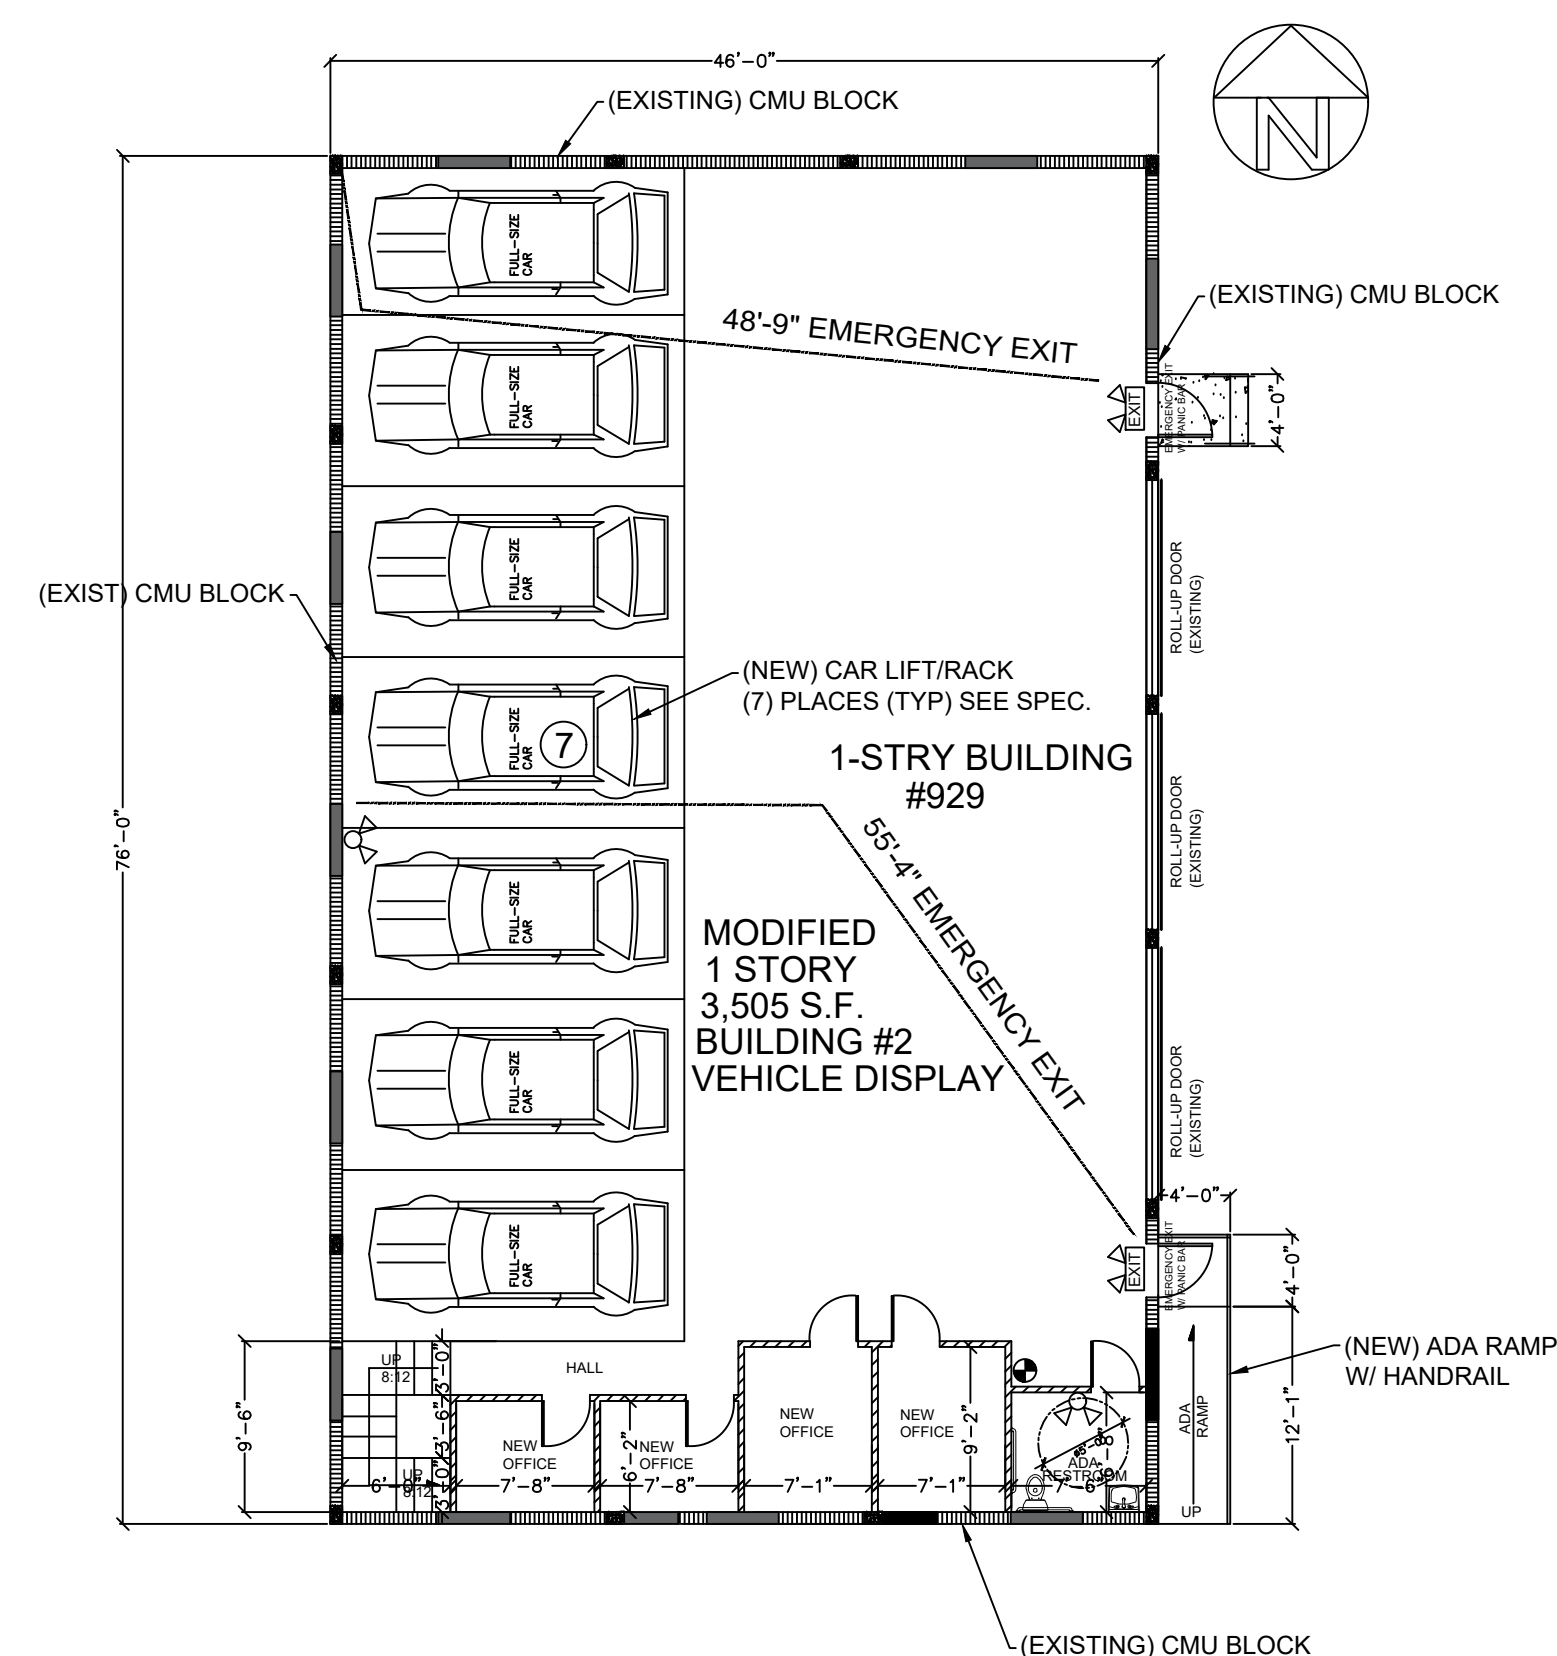 46'-0"
(EXISTING) CMU BLOCK
N
(EXISTING) CMU BLOCK
FULL-SIZE
CAR
48'-9" EMERGENCY EXIT
EXIT
EMERGENCY EXIT
W/ PANIC BAR
4'-0"
FULL-SIZE
CAR
FULL-SIZE
CAR
ROLL-UP DOOR
(EXISTING)
(EXIST) CMU BLOCK
(NEW) CAR LIFT/RACK
(7) PLACES (TYP) SEE SPEC.
FULL-SIZE
CAR
7
1-STRY BUILDING
#929
76'-0"
ROLL-UP DOOR
(EXISTING)
55'-4" EMERGENCY EXIT
FULL-SIZE
CAR
MODIFIED
1 STORY
3,505 S.F.
BUILDING #2
VEHICLE DISPLAY
FULL-SIZE
CAR
ROLL-UP DOOR
(EXISTING)
4'-0"
FULL-SIZE
CAR
EXIT
EMERGENCY EXIT
W/ PANIC BAR
4'-0"
UP
8:12
3'-0"
HALL
(NEW) ADA RAMP
W/ HANDRAIL
9'-6"
3'-6"
NEW
OFFICE
NEW
OFFICE
NEW
OFFICE
NEW
OFFICE
6'-2"
9'-2"
ADA
RAMP
12'-1"
UP
8:12
3'-0"
7'-8"
7'-8"
7'-1"
7'-1"
ADA
RESTROOM
7'-6"
UP
(EXISTING) CMU BLOCK